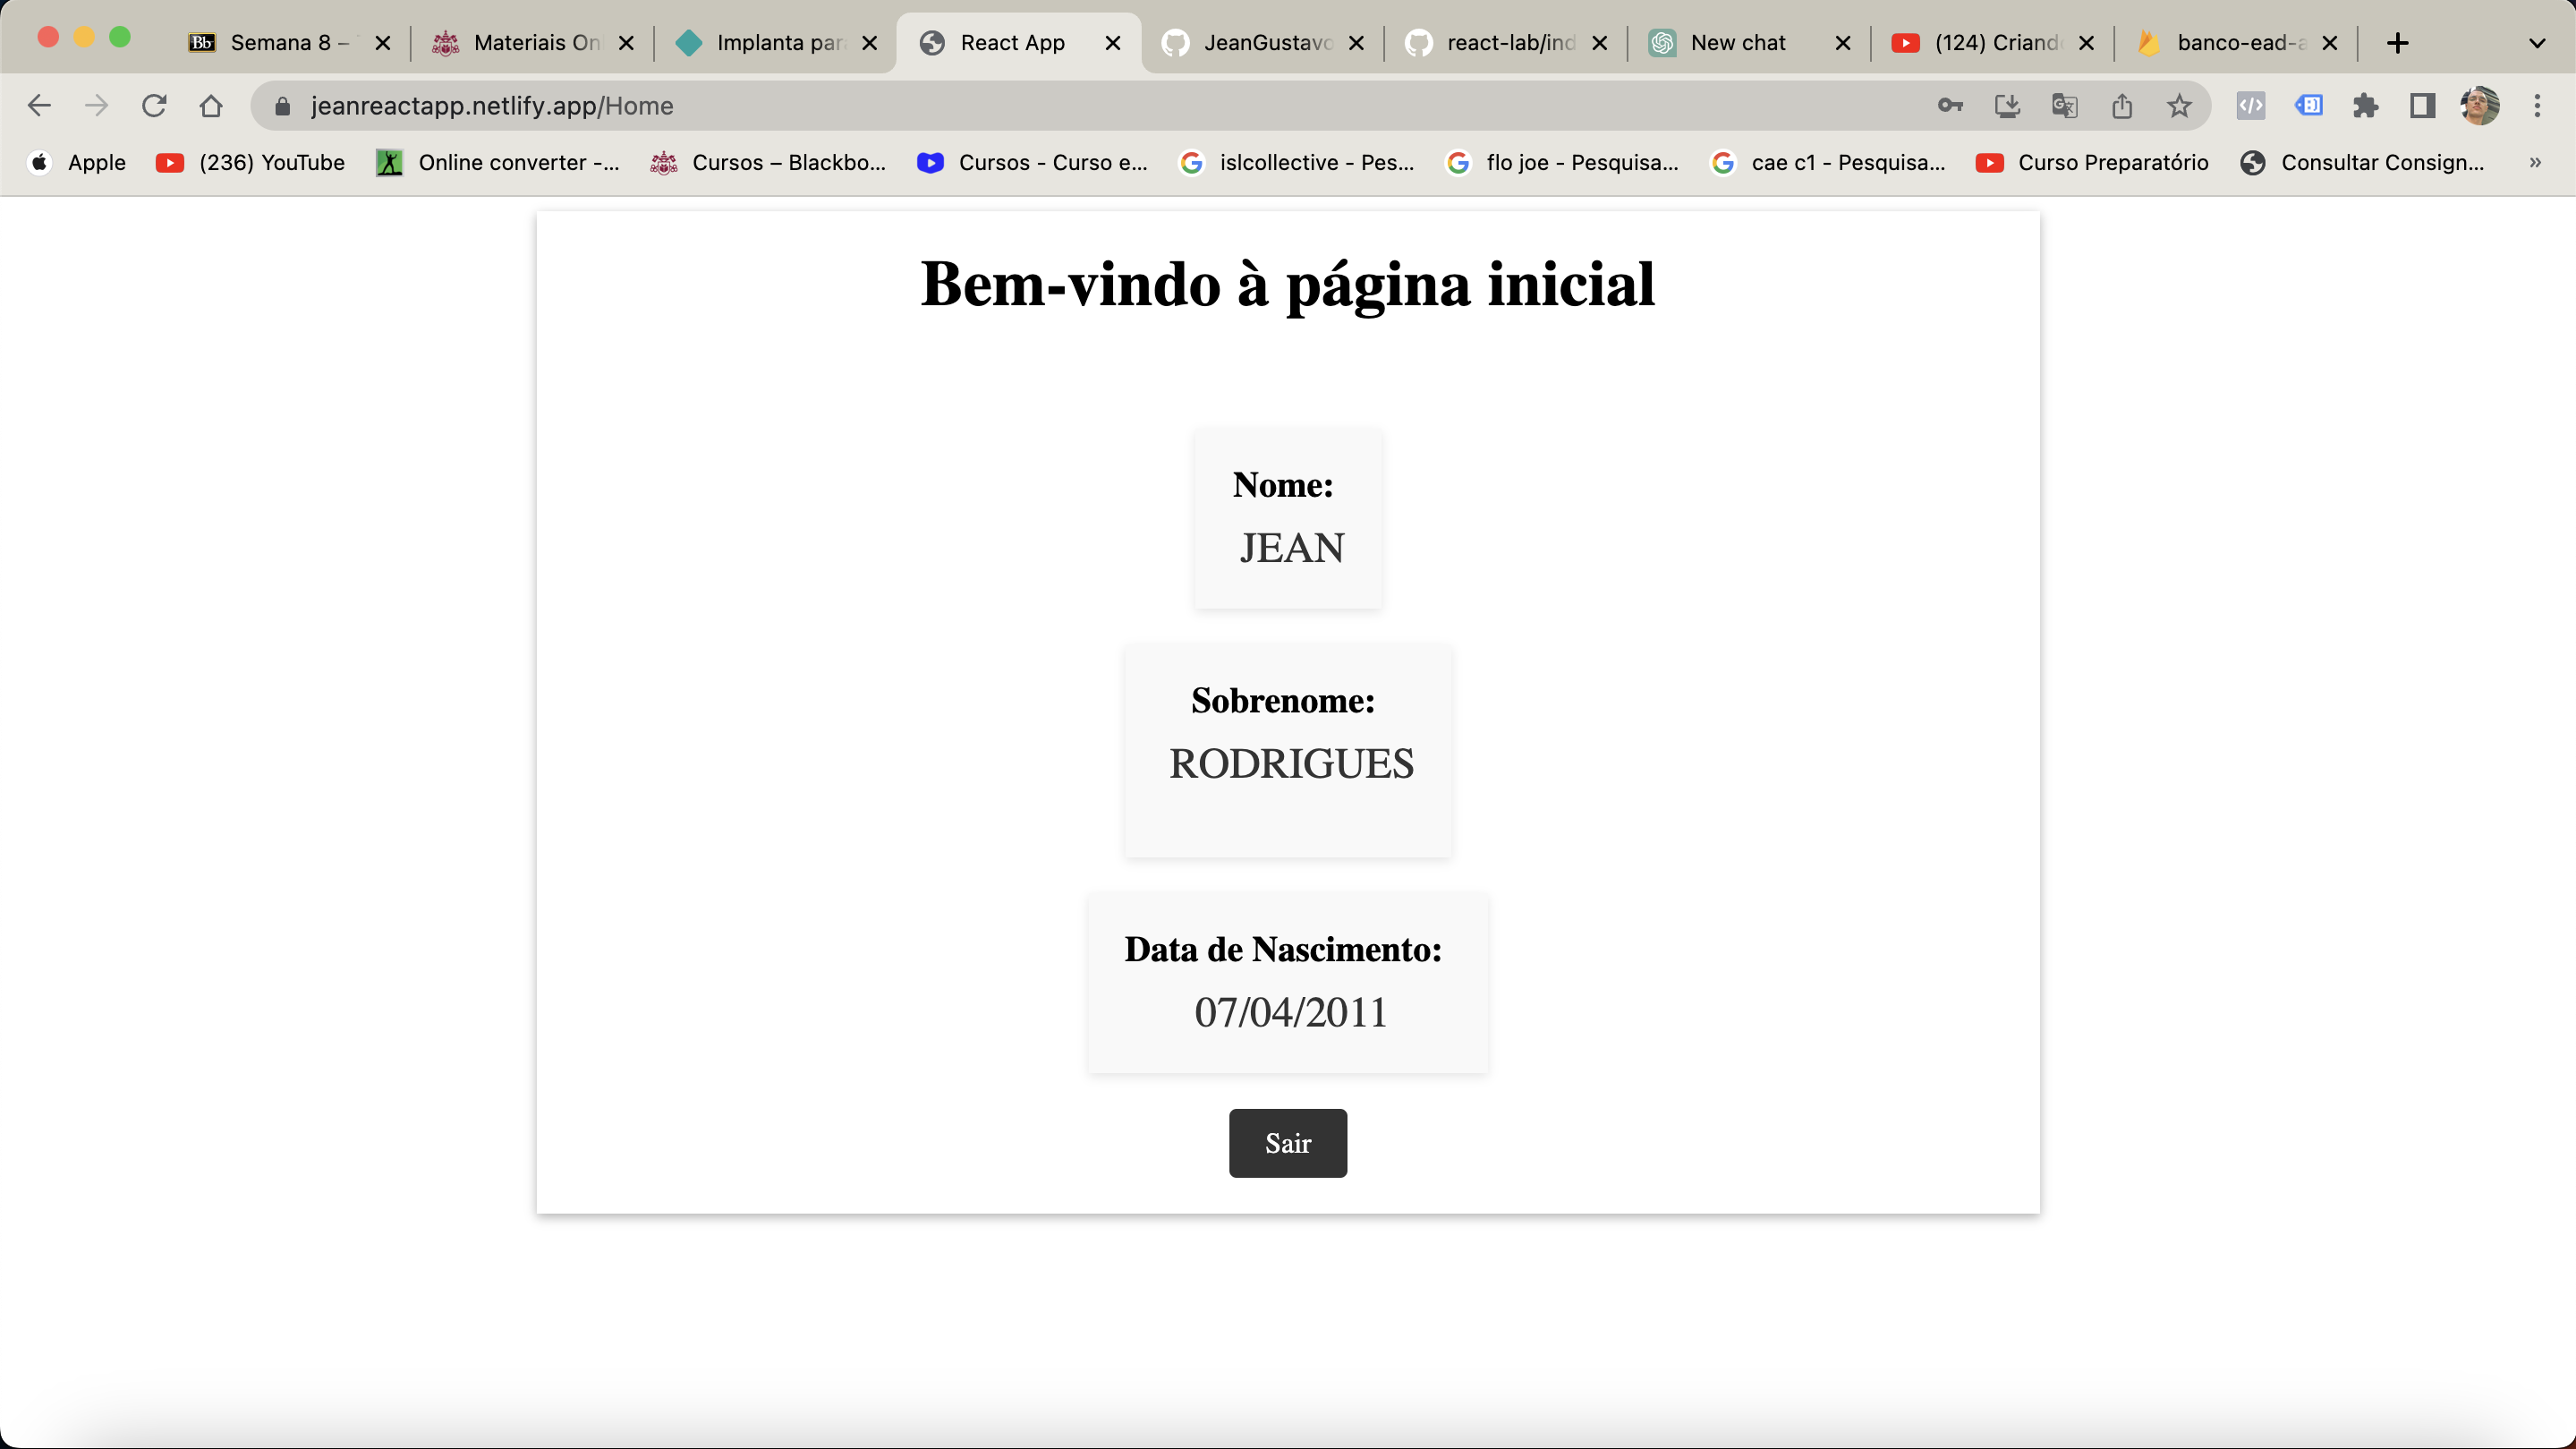 Bb Semana 8 –
Materiais Onl
Implanta par
React App
JeanGustavo
react-lab/ind
New chat
(124) Criand
banco-ead-a
jeanreactapp.netlify.app/Home
Apple
(236) YouTube
Online converter -...
Cursos – Blackbo...
Cursos - Curso e...
islcollective - Pes...
flo joe - Pesquisa...
cae c1 - Pesquisa...
Curso Preparatório
Consultar Consign...
»
Bem-vindo à página inicial
Nome:
JEAN
Sobrenome:
RODRIGUES
Data de Nascimento:
07/04/2011
Sair